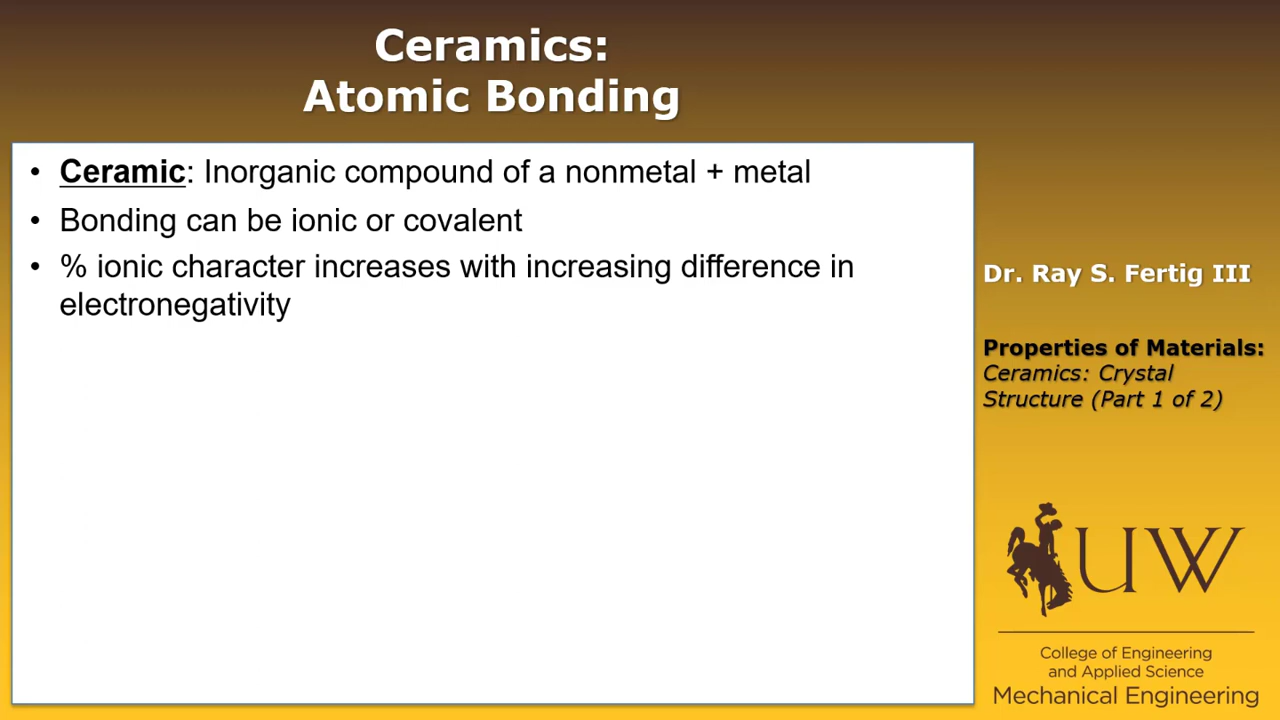 Ceramics:
Atomic Bonding
• Ceramic: Inorganic compound of a nonmetal + metal
• Bonding can be ionic or covalent
• % ionic character increases with increasing difference in
electronegativity
Dr. Ray S. Fertig III
Properties of Materials:
Ceramics: Crystal
Structure (Part 1 of 2)
UW
College of Engineering
and Applied Science
Mechanical Engineering